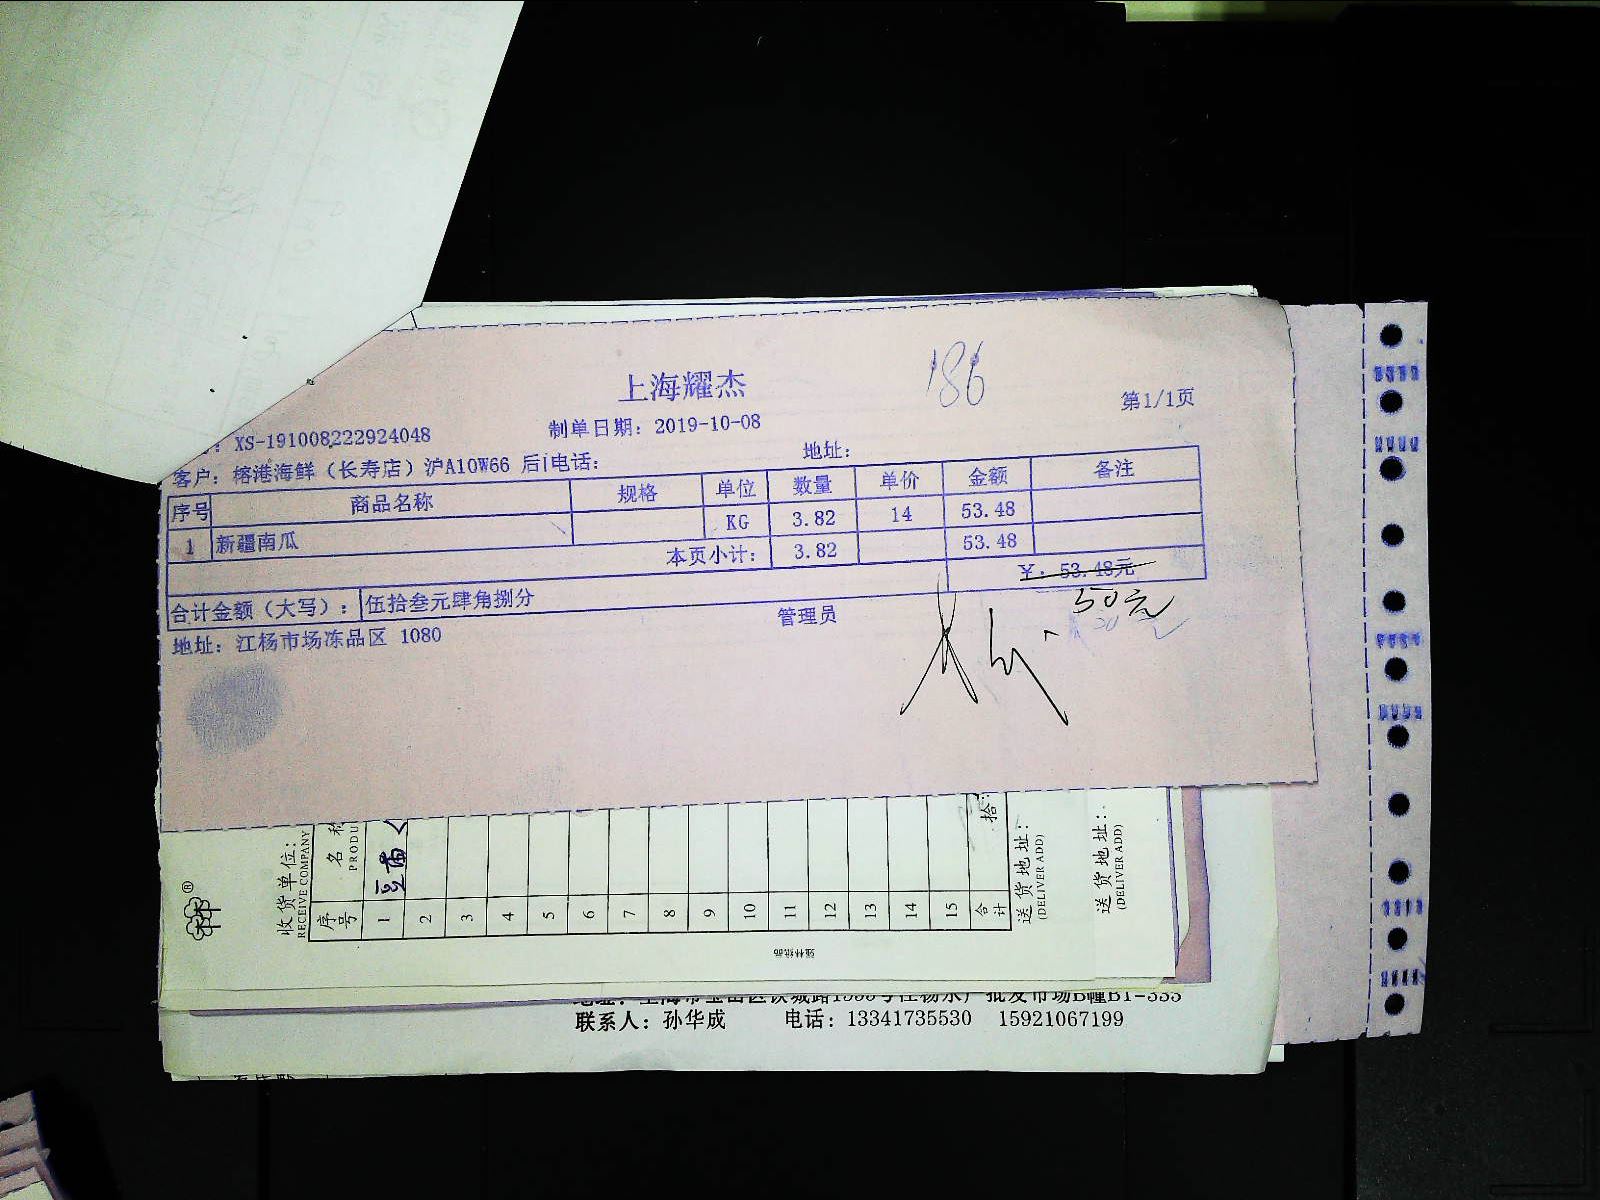 186
上海耀杰
第1/1页
: XS-191008222924048
制单日期: 2019-10-08
客户: 榕港海鲜（长寿店）沪A10W66 后i电话:
地址:
序号 商品名称 规格 单位 数量 单价 金额 备注
1 新疆南瓜 KG 3.82 14 53.48
本页小计: 3.82 53.48
合计金额（大写）: 伍拾叁元肆角捌分 ¥: 53.48元
50元
地址: 江杨市场冻品区 1080
管理员
®
收货单位:
RECEIVE COMPANY
序号 名称
PRODU
1
2
3
4
5
6
7
8
9
10
11
12
13
14
15
合计 拾
送货地址:
(DELIVER ADD)
送货地址:
(DELIVER ADD)
联系人: 孙华成 电话: 13341735530 15921067199